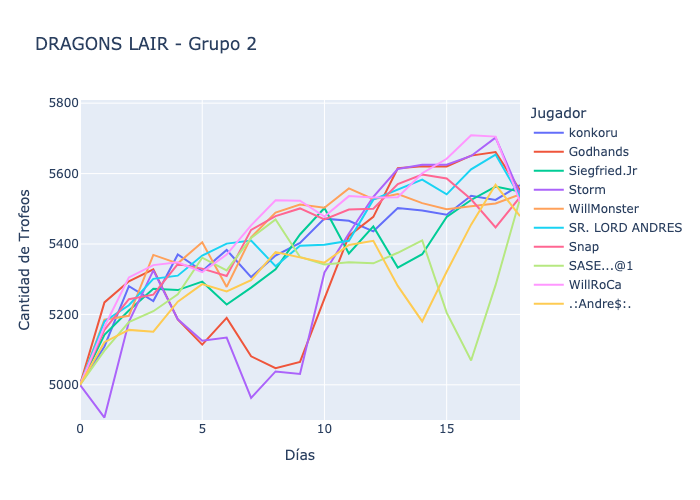 DRAGONS LAIR - Grupo 2
Cantidad de Trofeos
5800
5600
5400
5200
5000
0
5
10
15
Días
Jugador
konkoru
Godhands
Siegfried.Jr
Storm
WillMonster
SR. LORD ANDRES
Snap
SASE...@1
WillRoCa
.:Andre$:.